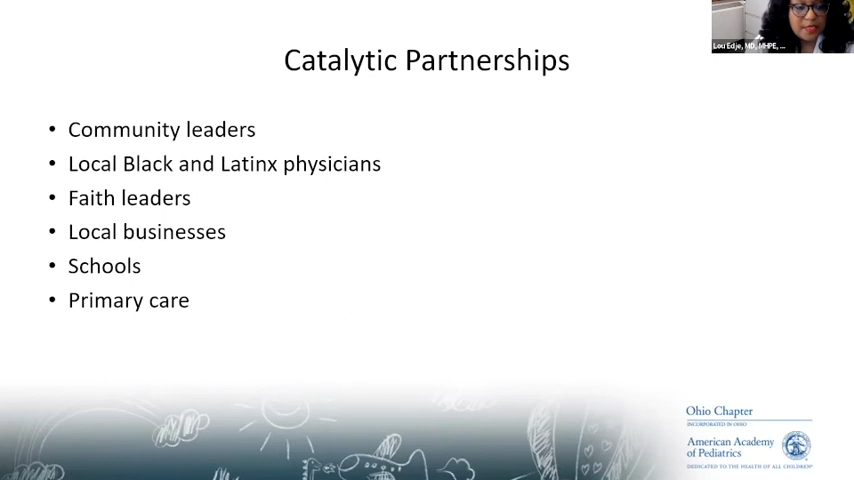 Lou Edje, MD, MHPE, ...
Catalytic Partnerships
• Community leaders
• Local Black and Latinx physicians
• Faith leaders
• Local businesses
• Schools
• Primary care
Ohio Chapter
INCORPORATED IN OHIO
American Academy
of Pediatrics
DEDICATED TO THE HEALTH OF ALL CHILDREN®